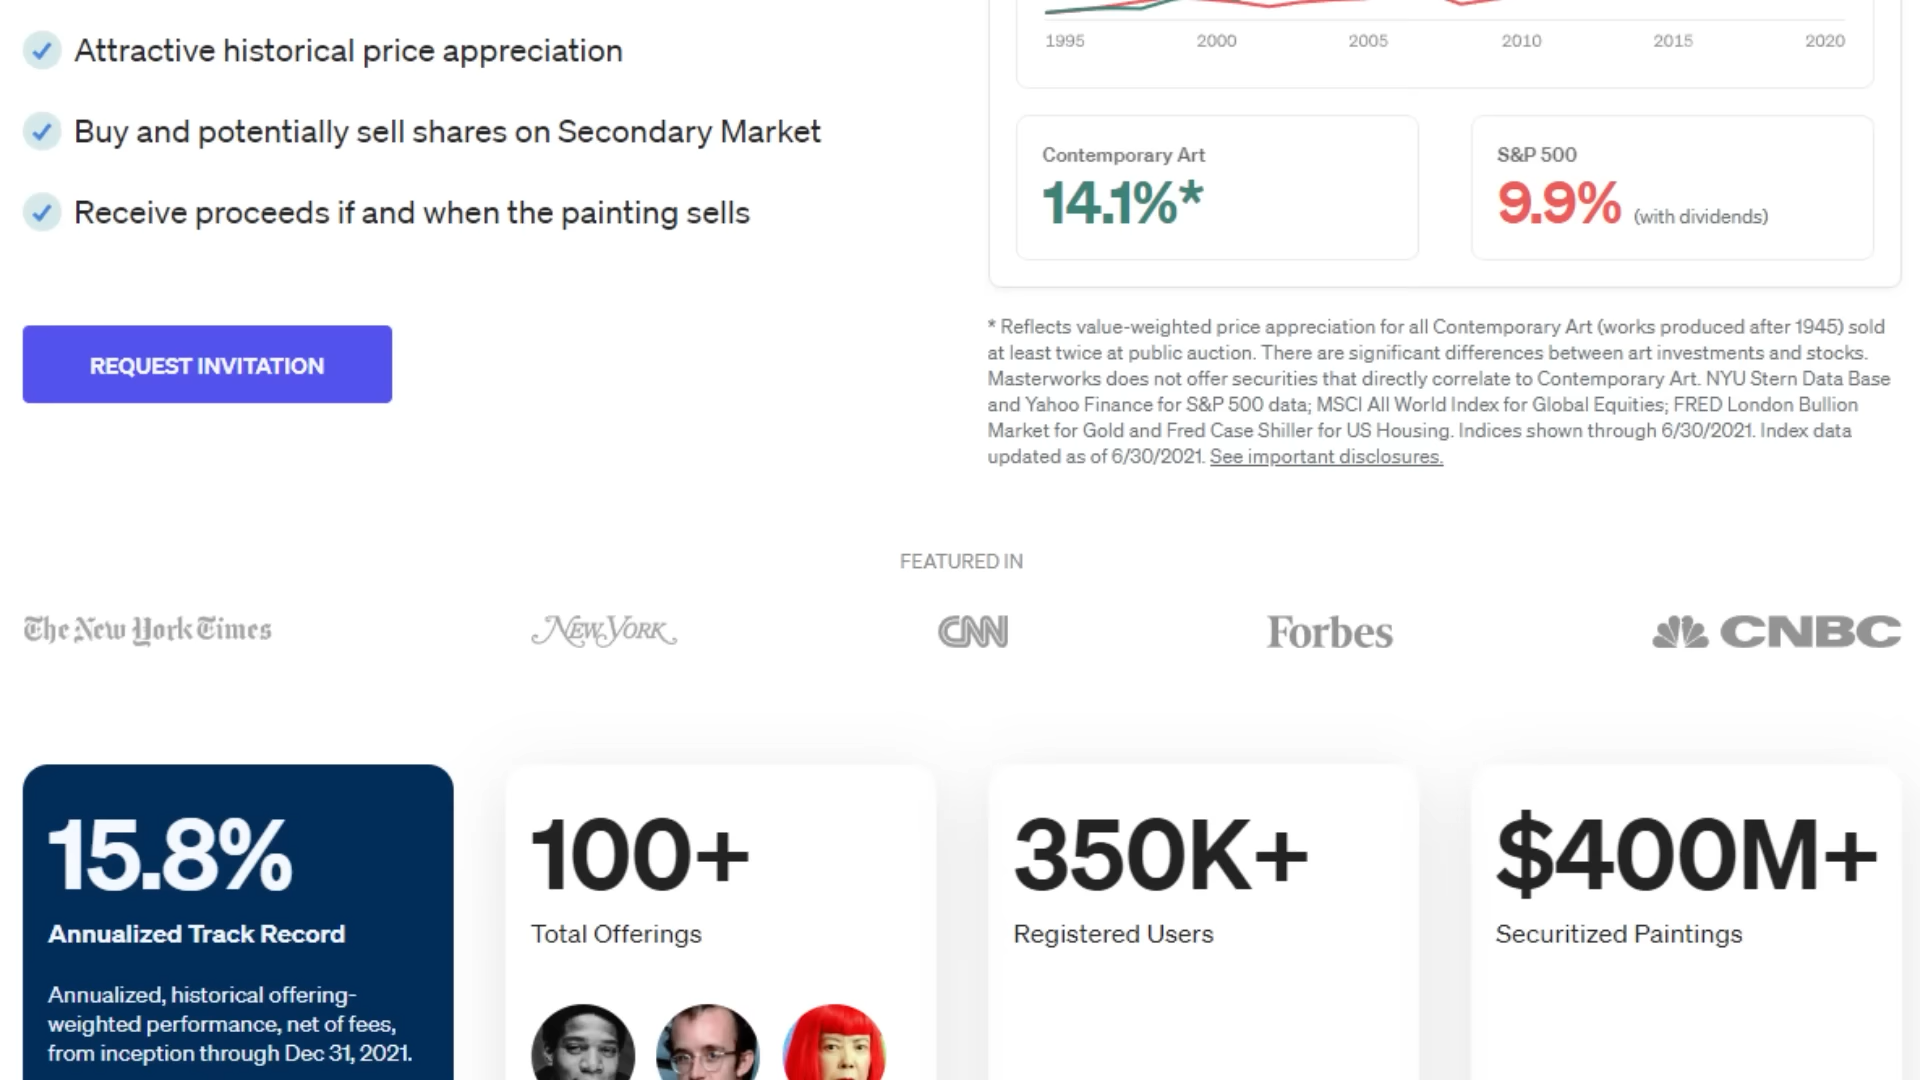 Attractive historical price appreciation
Buy and potentially sell shares on Secondary Market
Receive proceeds if and when the painting sells
REQUEST INVITATION
1995 2000 2005 2010 2015 2020
Contemporary Art
14.1%*
S&P 500
9.9% (with dividends)
* Reflects value-weighted price appreciation for all Contemporary Art (works produced after 1945) sold
at least twice at public auction. There are significant differences between art investments and stocks.
Masterworks does not offer securities that directly correlate to Contemporary Art. NYU Stern Data Base
and Yahoo Finance for S&P 500 data; MSCI All World Index for Global Equities; FRED London Bullion
Market for Gold and Fred Case Shiller for US Housing. Indices shown through 6/30/2021. Index data
updated as of 6/30/2021. See important disclosures.
FEATURED IN
The New York Times
NEW YORK
CNN
Forbes
CNBC
15.8%
Annualized Track Record
Annualized, historical offering-
weighted performance, net of fees,
from inception through Dec 31, 2021.
100+
Total Offerings
350K+
Registered Users
$400M+
Securitized Paintings